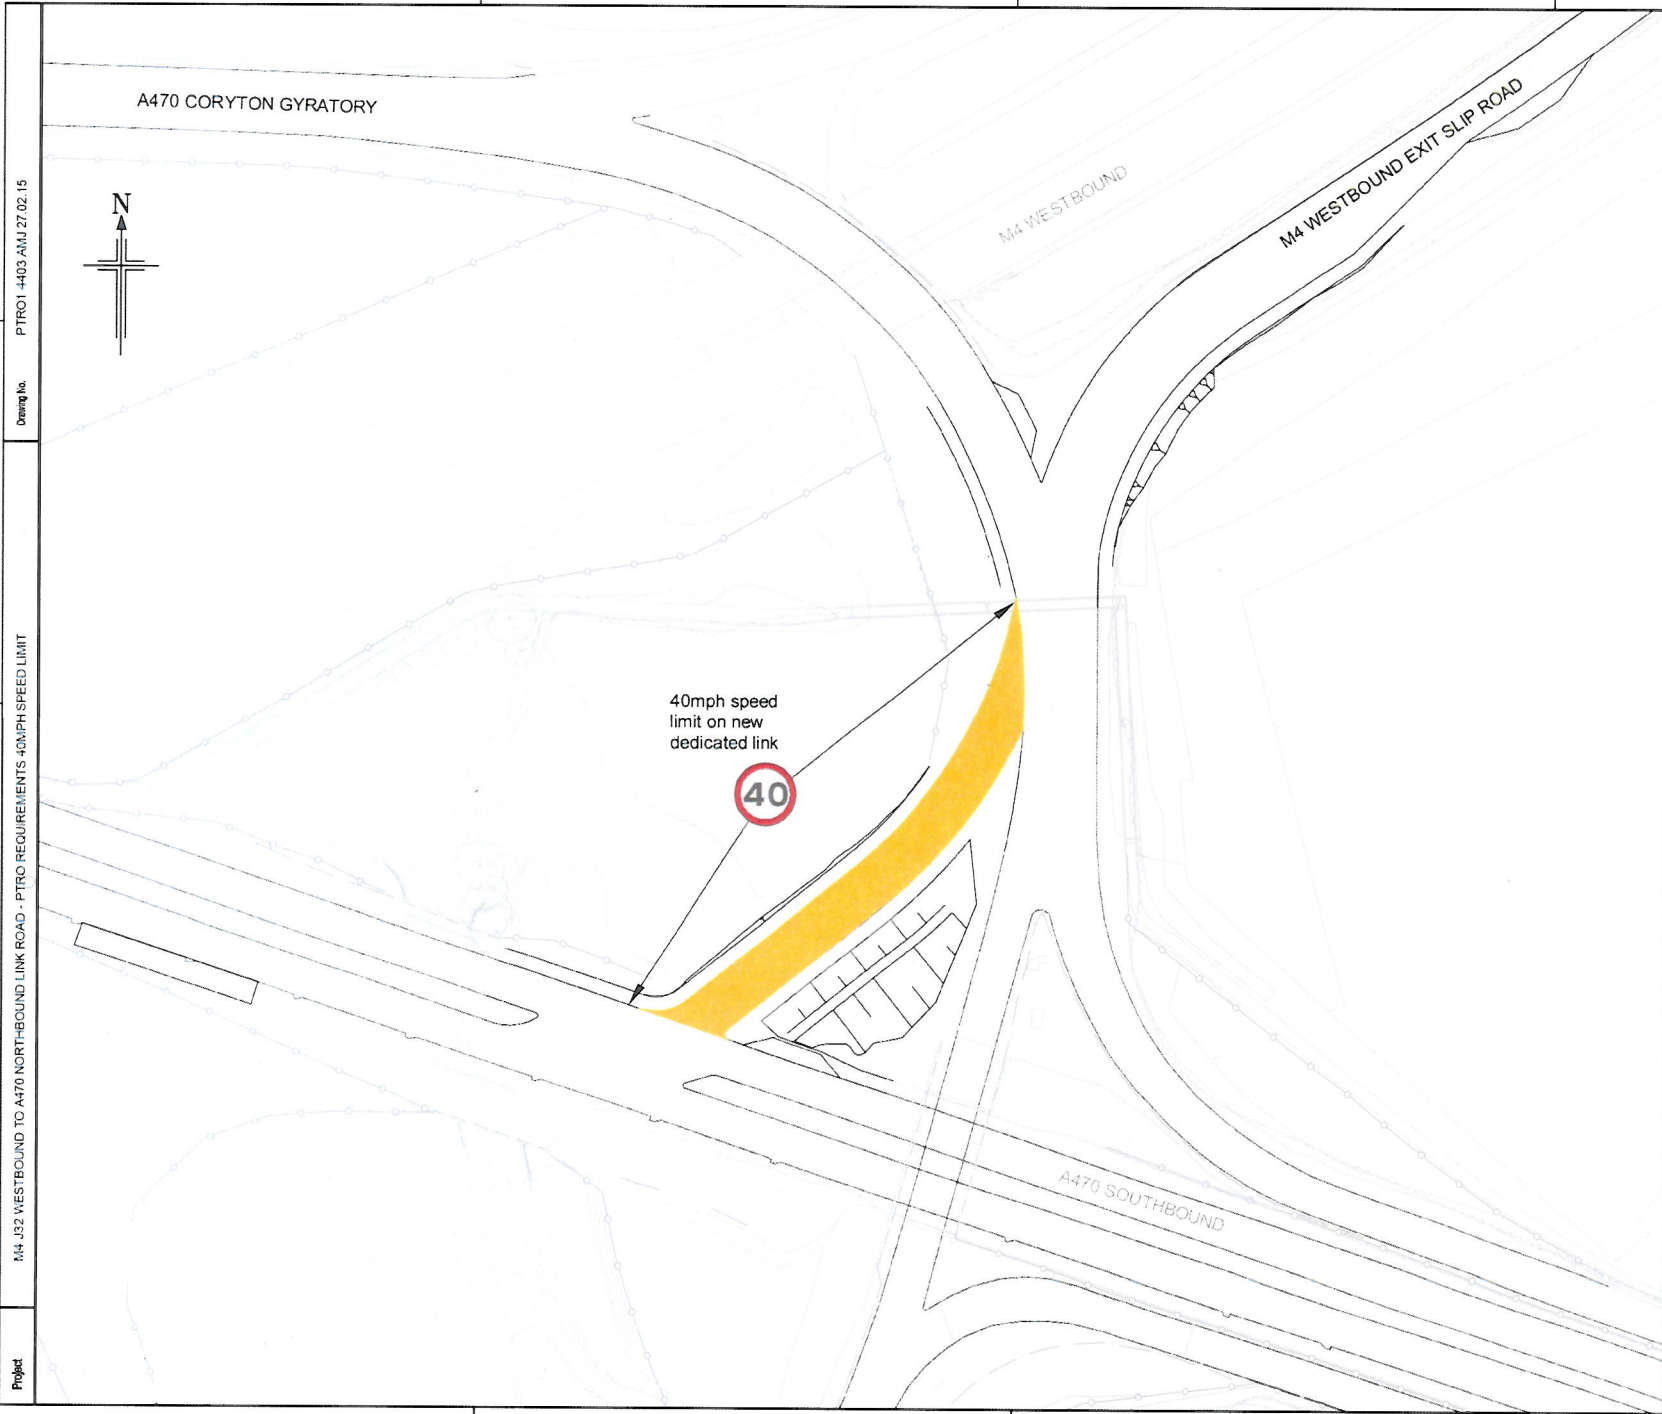 A470 CORYTON GYRATORY
N
M4 WESTBOUND
M4 WESTBOUND EXIT SLIP ROAD
40mph speed
limit on new
dedicated link
40
A470 SOUTHBOUND
Drawing No. PTRO1 4403 AMJ 27.02.15
Project M4 J32 WESTBOUND TO A470 NORTHBOUND LINK ROAD - PTRO REQUIREMENTS 40MPH SPEED LIMIT